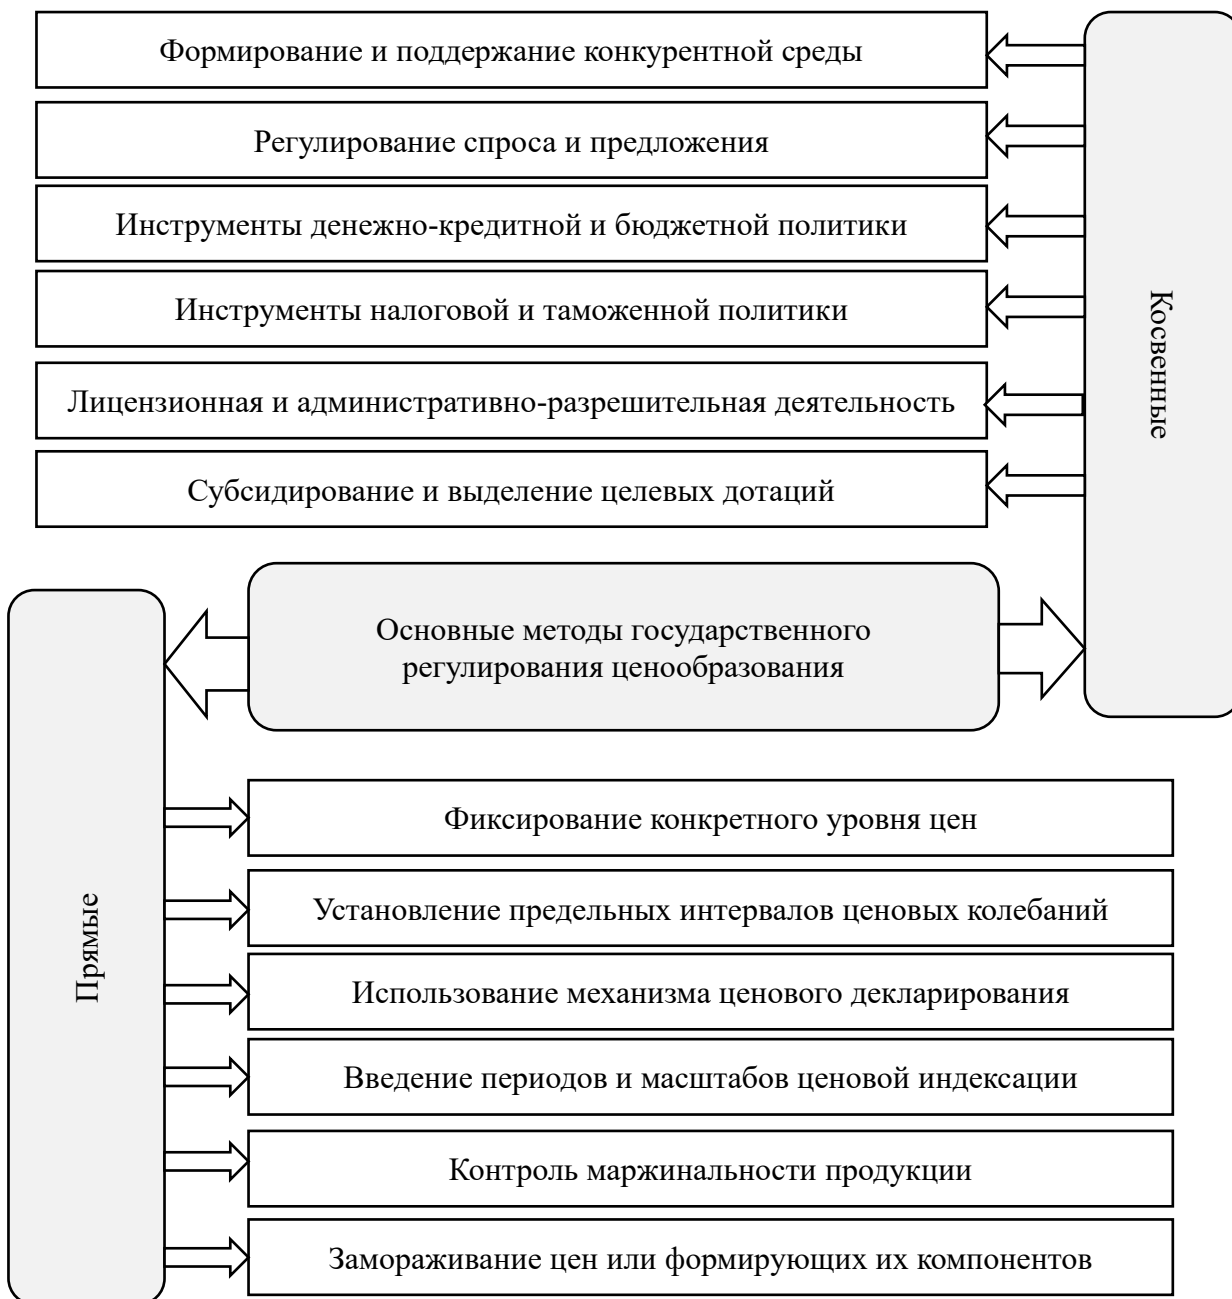 Формирование и поддержание конкурентной среды
Регулирование спроса и предложения
Инструменты денежно-кредитной и бюджетной политики
Инструменты налоговой и таможенной политики
Лицензионная и административно-разрешительная деятельность
Субсидирование и выделение целевых дотаций
Косвенные
Основные методы государственного
регулирования ценообразования
Прямые
Фиксирование конкретного уровня цен
Установление предельных интервалов ценовых колебаний
Использование механизма ценового декларирования
Введение периодов и масштабов ценовой индексации
Контроль маржинальности продукции
Замораживание цен или формирующих их компонентов